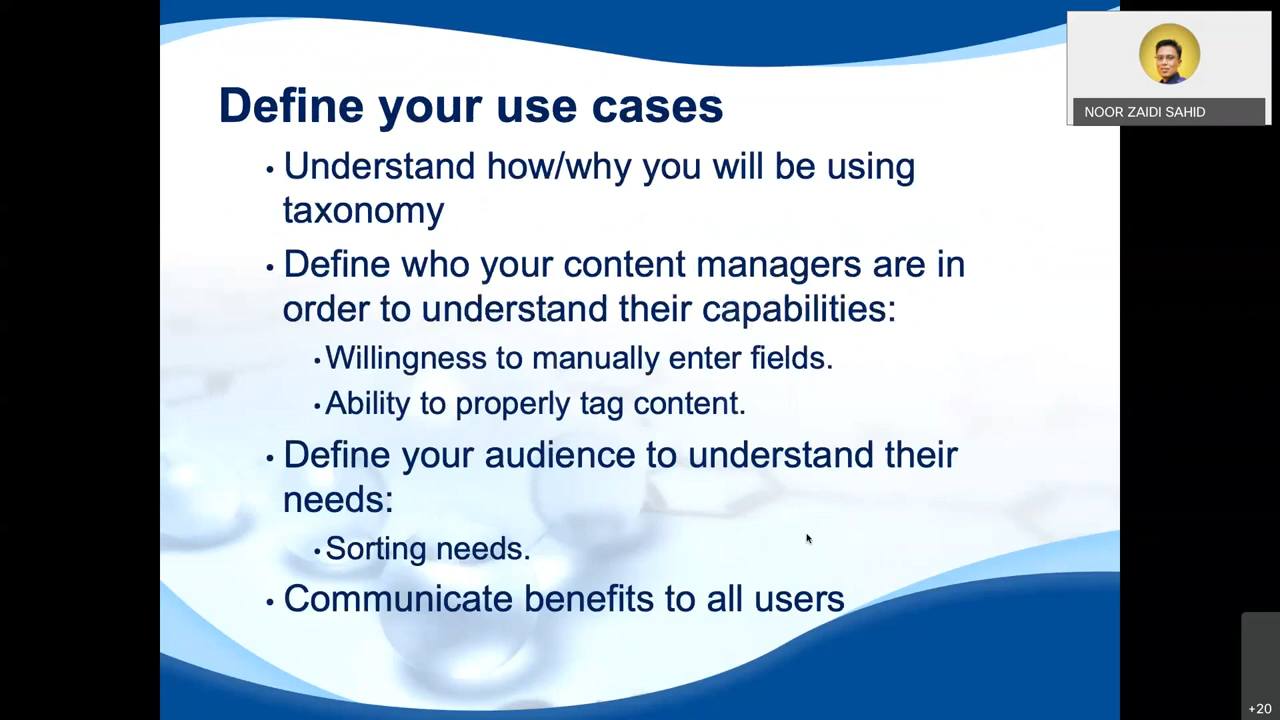 Define your use cases
• Understand how/why you will be using
taxonomy
• Define who your content managers are in
order to understand their capabilities:
• Willingness to manually enter fields.
• Ability to properly tag content.
• Define your audience to understand their
needs:
• Sorting needs.
• Communicate benefits to all users
NOOR ZAIDI SAHID
+20